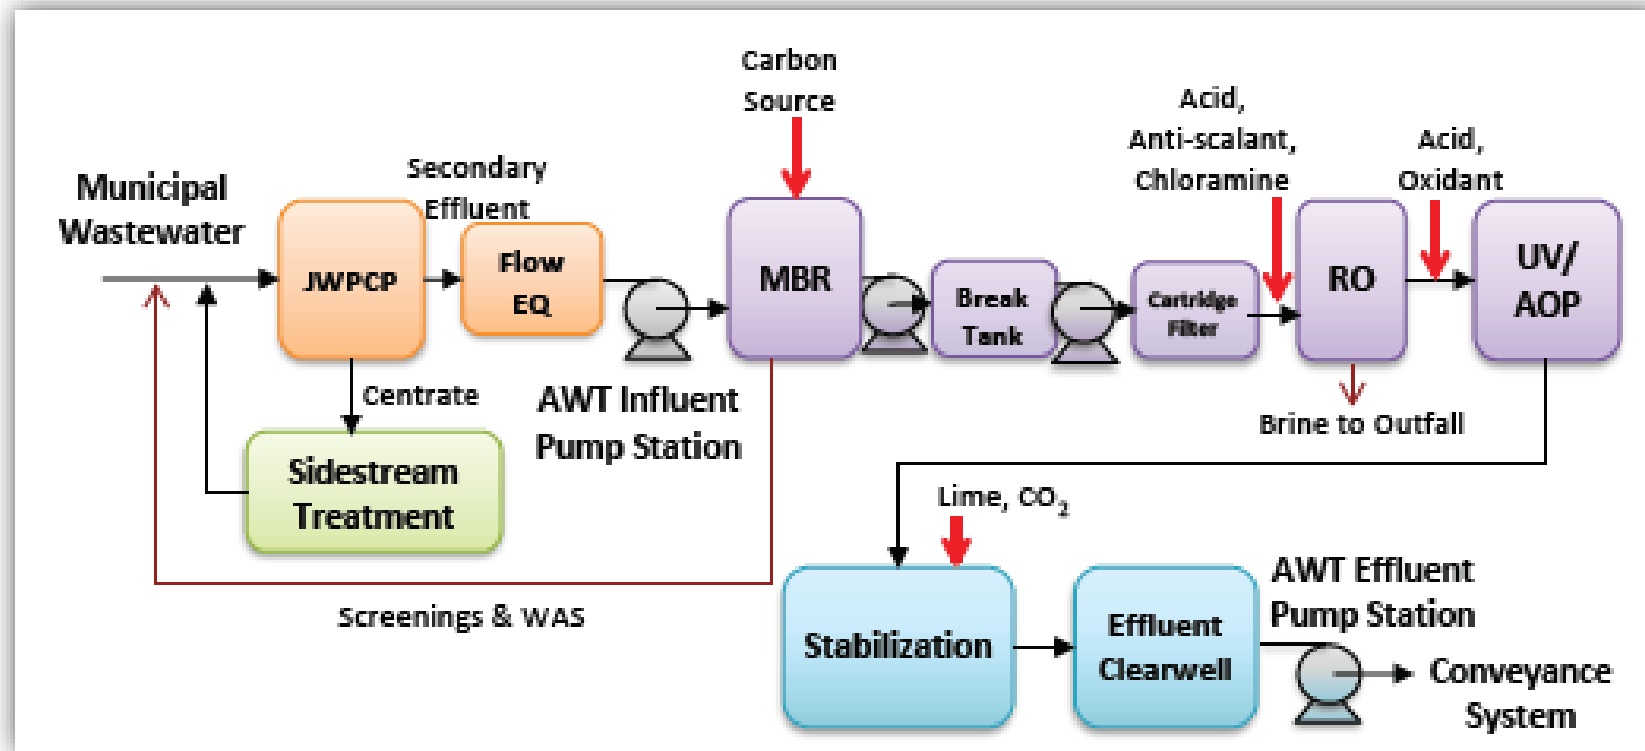 Carbon
Source
Acid,
Anti-scalant,
Chloramine
Acid,
Oxidant
Municipal
Wastewater
Secondary
Effluent
JWPCP
Flow
EQ
MBR
Break
Tank
Cartridge
Filter
RO
UV/
AOP
Centrate
AWT Influent
Pump Station
Brine to Outfall
Sidestream
Treatment
Screenings & WAS
Lime, CO₂
Stabilization
Effluent
Clearwell
AWT Effluent
Pump Station
Conveyance
System